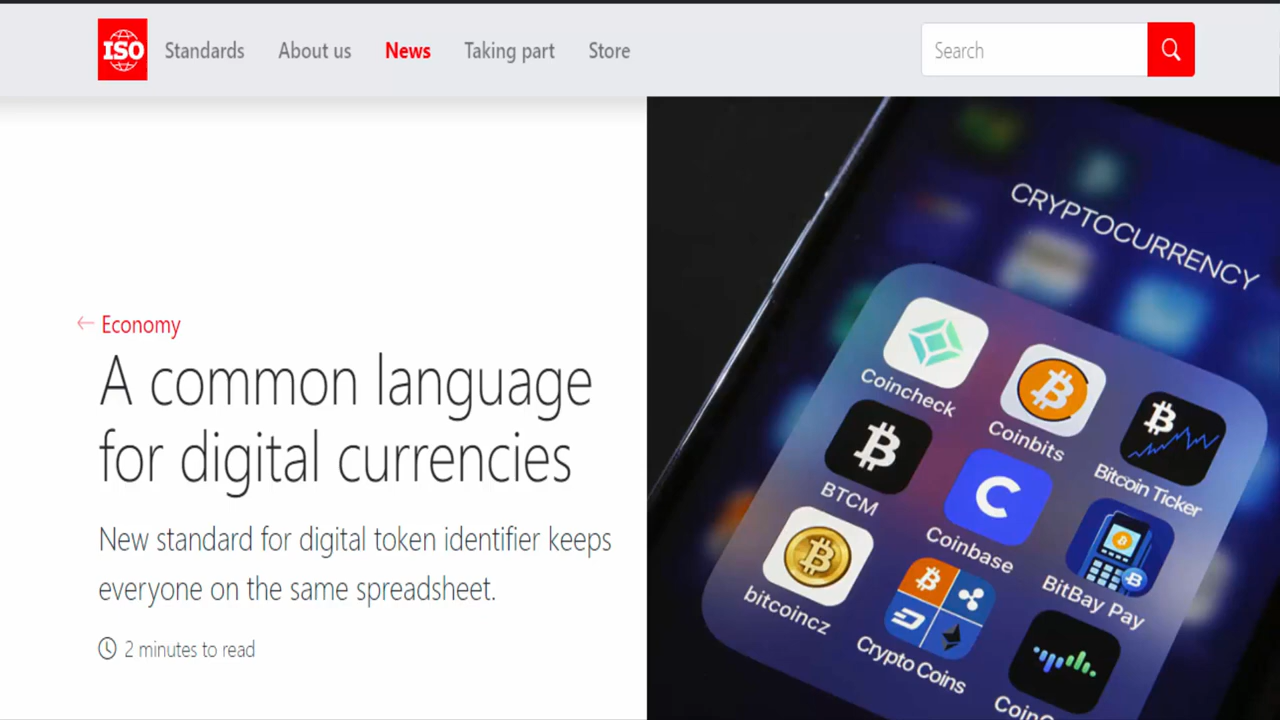 ISO
Standards
About us
News
Taking part
Store
Search
← Economy
A common language
for digital currencies
New standard for digital token identifier keeps
everyone on the same spreadsheet.
2 minutes to read
CRYPTOCURRENCY
Coincheck
Coinbits
Bitcoin Ticker
BTCM
Coinbase
BitBay Pay
bitcoincz
Crypto Coins